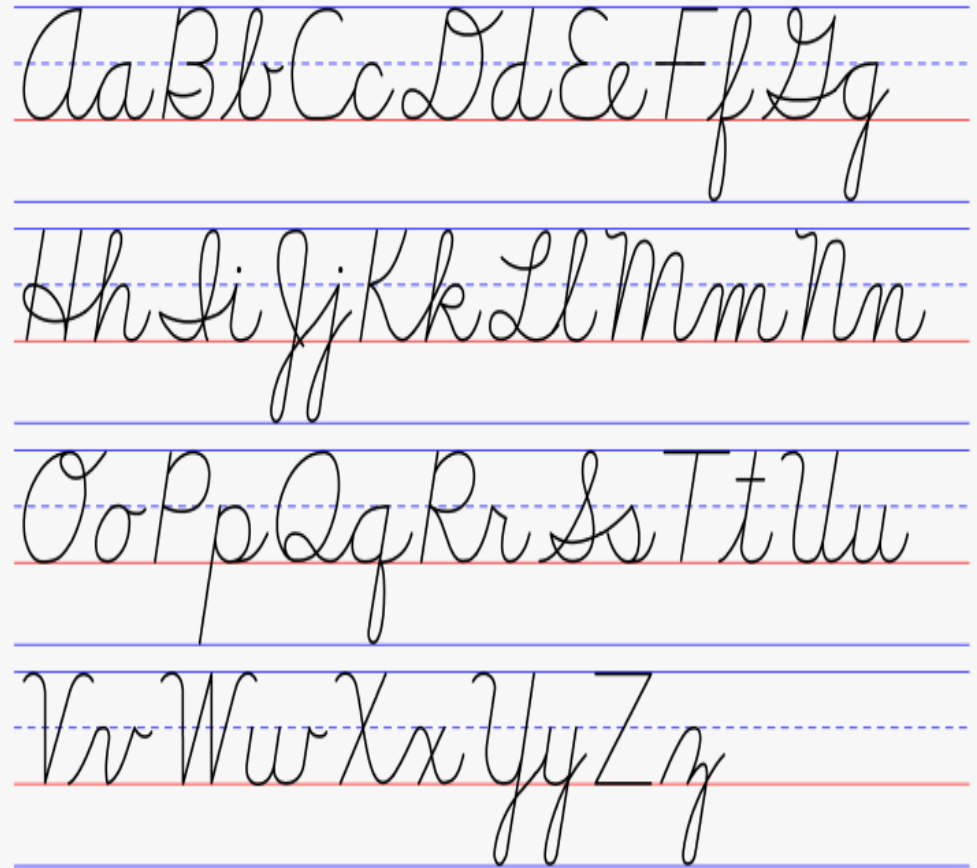 AaBbCcDdEeFfGg
HhIiJjKkLlMmNn
OoPpQqRrSsTtUu
VvWwXxYyZz